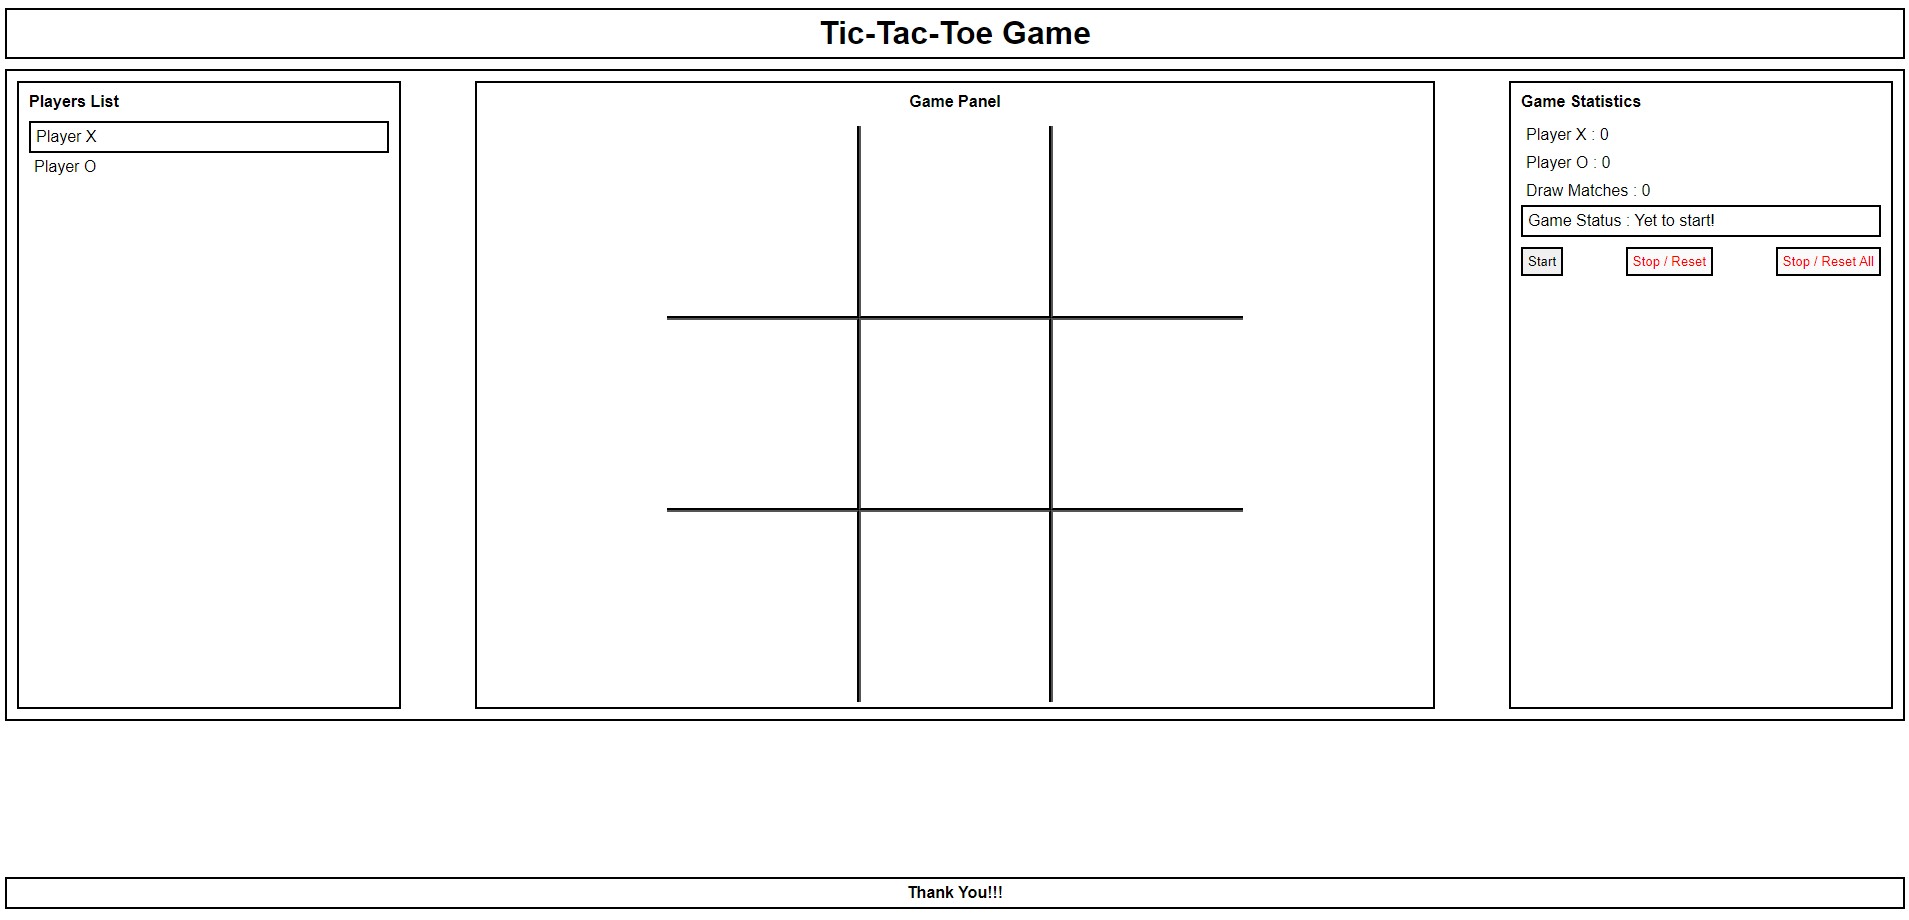 Tic-Tac-Toe Game
Players List
Player X
Player O
Game Panel
Game Statistics
Player X : 0
Player O : 0
Draw Matches : 0
Game Status : Yet to start!
Start
Stop / Reset
Stop / Reset All
Thank You!!!